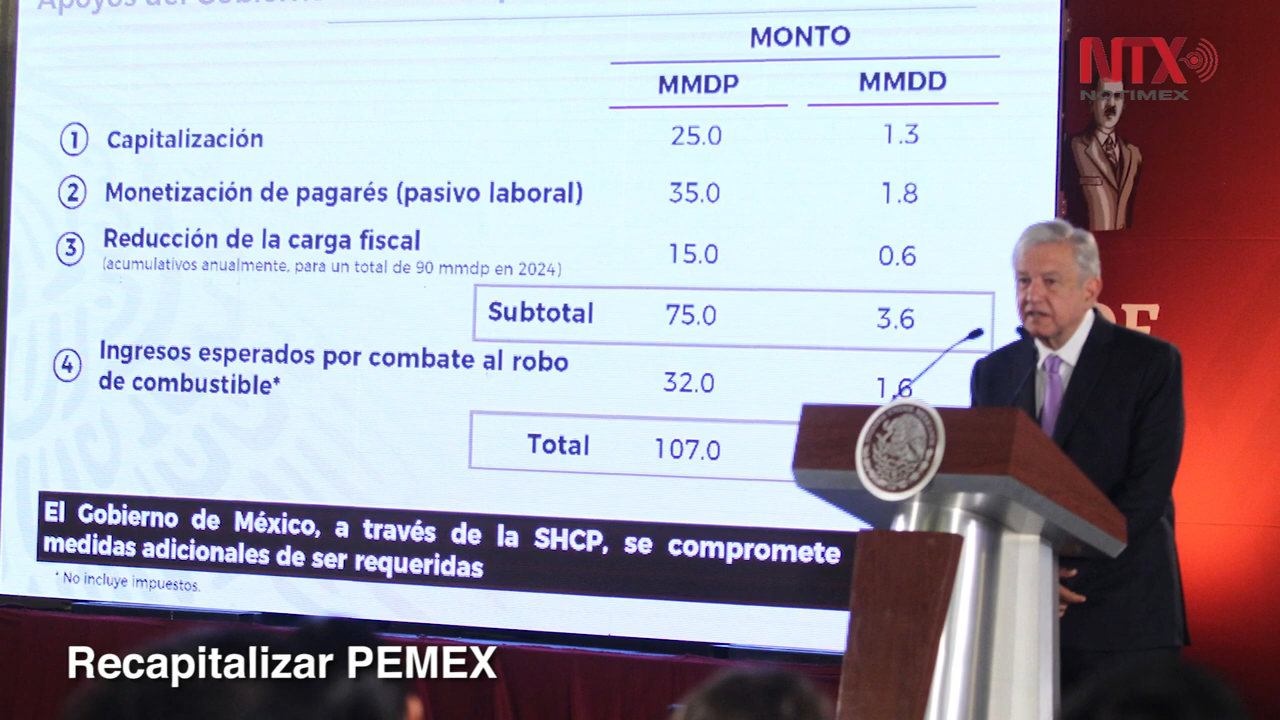 Apoyos del
MONTO
MMDP MMDD
1 Capitalización 25.0 1.3
2 Monetización de pagarés (pasivo laboral) 35.0 1.8
3 Reducción de la carga fiscal 15.0 0.6
(acumulativos anualmente, para un total de 90 mmdp en 2024)
Subtotal 75.0 3.6
4 Ingresos esperados por combate al robo
de combustible* 32.0 1.6
Total 107.0
El Gobierno de México, a través de la SHCP, se compromete
medidas adicionales de ser requeridas
* No incluye impuestos.
NTX
NOTIMEX
DE
Recapitalizar PEMEX